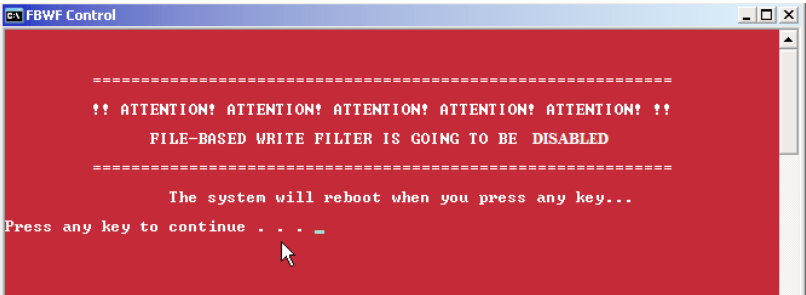 FBWF Control
============================================================
!! ATTENTION! ATTENTION! ATTENTION! ATTENTION! ATTENTION! !!
FILE-BASED WRITE FILTER IS GOING TO BE DISABLED
============================================================
The system will reboot when you press any key...
Press any key to continue . . . _